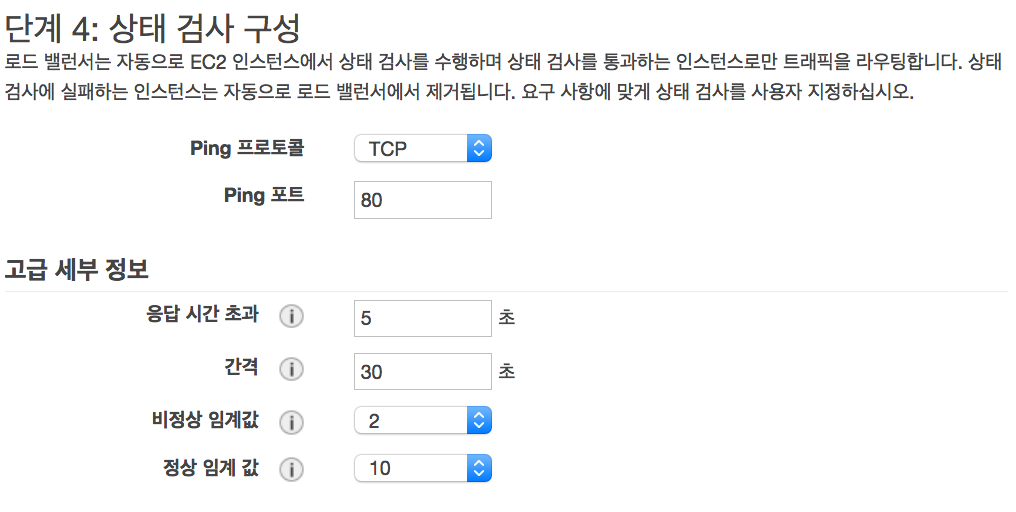 단계 4: 상태 검사 구성
로드 밸런서는 자동으로 EC2 인스턴스에서 상태 검사를 수행하며 상태 검사를 통과하는 인스턴스로만 트래픽을 라우팅합니다. 상태
검사에 실패하는 인스턴스는 자동으로 로드 밸런서에서 제거됩니다. 요구 사항에 맞게 상태 검사를 사용자 지정하십시오.
Ping 프로토콜 TCP
Ping 포트 80
고급 세부 정보
응답 시간 초과 i 5 초
간격 i 30 초
비정상 임계값 i 2
정상 임계 값 i 10